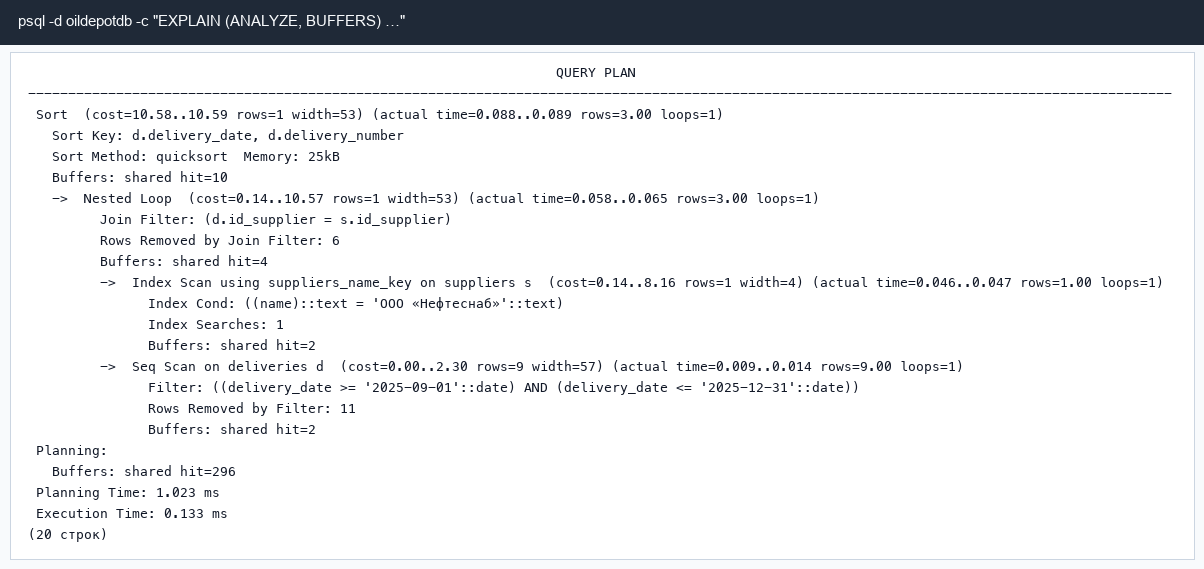 psql -d oildepotdb -c "EXPLAIN (ANALYZE, BUFFERS) …"
QUERY PLAN
Sort  (cost=10.58..10.59 rows=1 width=53) (actual time=0.088..0.089 rows=3.00 loops=1)
Sort Key: d.delivery_date, d.delivery_number
Sort Method: quicksort  Memory: 25kB
Buffers: shared hit=10
->  Nested Loop  (cost=0.14..10.57 rows=1 width=53) (actual time=0.058..0.065 rows=3.00 loops=1)
Join Filter: (d.id_supplier = s.id_supplier)
Rows Removed by Join Filter: 6
Buffers: shared hit=4
->  Index Scan using suppliers_name_key on suppliers s  (cost=0.14..8.16 rows=1 width=4) (actual time=0.046..0.047 rows=1.00 loops=1)
Index Cond: ((name)::text = 'ООО «Нефтеснаб»'::text)
Index Searches: 1
Buffers: shared hit=2
->  Seq Scan on deliveries d  (cost=0.00..2.30 rows=9 width=57) (actual time=0.009..0.014 rows=9.00 loops=1)
Filter: ((delivery_date >= '2025-09-01'::date) AND (delivery_date <= '2025-12-31'::date))
Rows Removed by Filter: 11
Buffers: shared hit=2
Planning:
Buffers: shared hit=296
Planning Time: 1.023 ms
Execution Time: 0.133 ms
(20 строк)